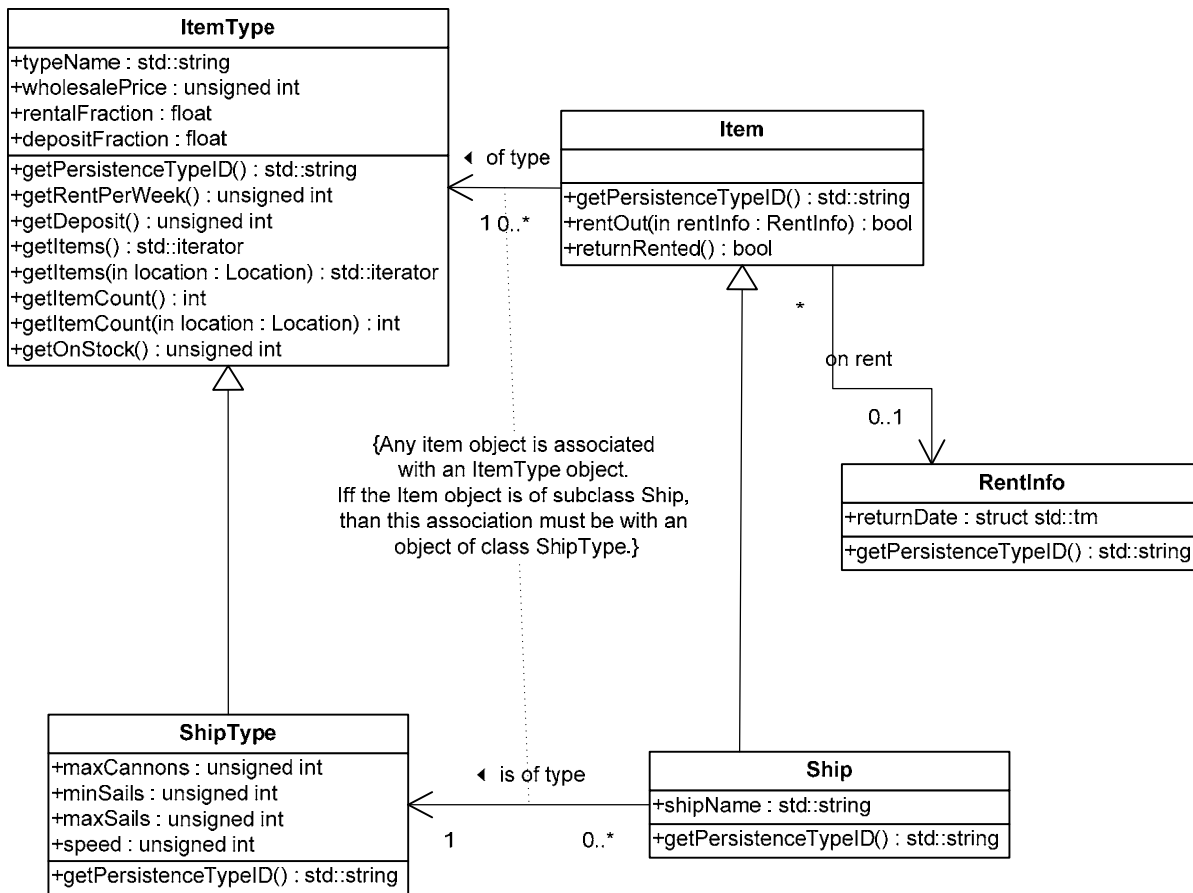 ItemType
+typeName : std::string
+wholesalePrice : unsigned int
+rentalFraction : float
+depositFraction : float
+getPersistenceTypeID() : std::string
+getRentPerWeek() : unsigned int
+getDeposit() : unsigned int
+getItems() : std::iterator
+getItems(in location : Location) : std::iterator
+getItemCount() : int
+getItemCount(in location : Location) : int
+getOnStock() : unsigned int
of type
1 0..*
Item
+getPersistenceTypeID() : std::string
+rentOut(in rentInfo : RentInfo) : bool
+returnRented() : bool
*
on rent
0..1
{Any item object is associated
with an ItemType object.
Iff the Item object is of subclass Ship,
than this association must be with an
object of class ShipType.}
RentInfo
+returnDate : struct std::tm
+getPersistenceTypeID() : std::string
ShipType
+maxCannons : unsigned int
+minSails : unsigned int
+maxSails : unsigned int
+speed : unsigned int
+getPersistenceTypeID() : std::string
is of type
1 0..*
Ship
+shipName : std::string
+getPersistenceTypeID() : std::string